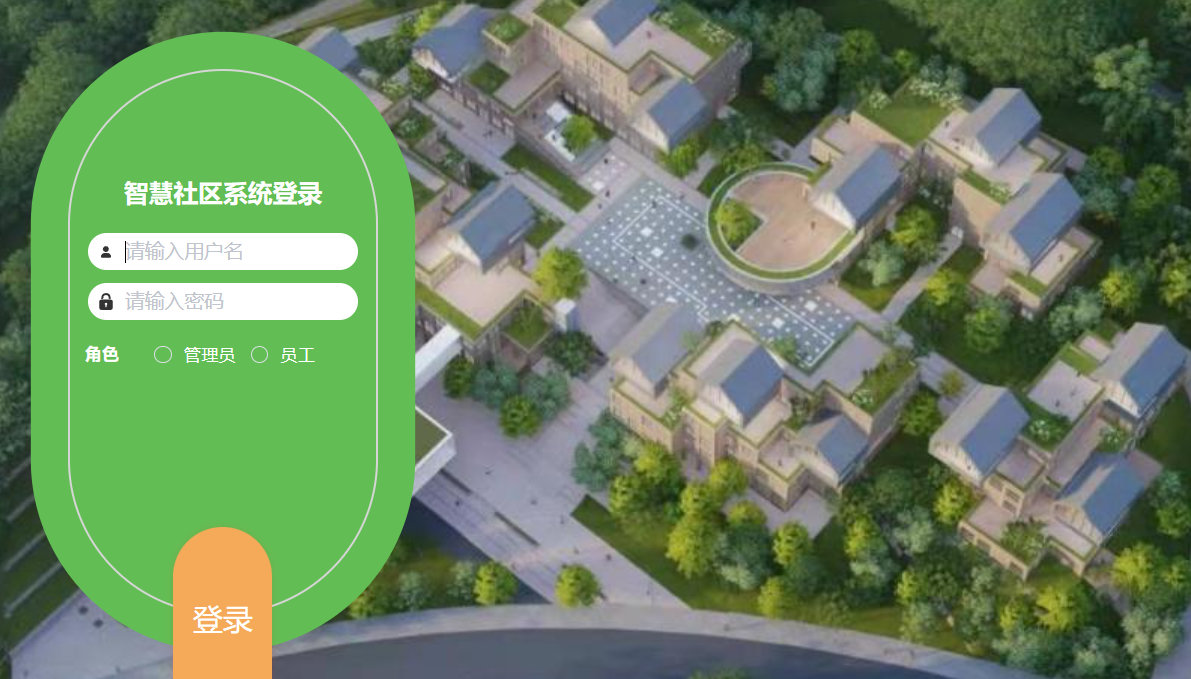 智慧社区系统登录
请输入用户名
请输入密码
角色 管理员 员工
登录